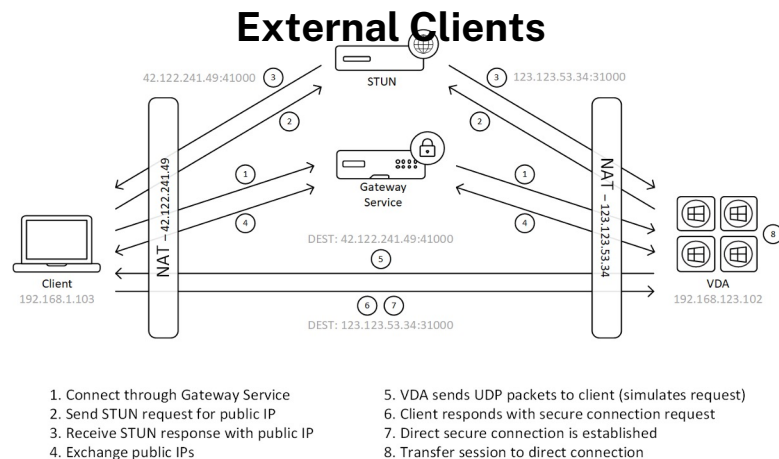 External Clients
42.122.241.49:41000
3
3
123.123.53.34:31000
STUN
2
2
NAT – 42.122.241.49
NAT – 123.123.53.34
1
1
Gateway
Service
4
4
8
DEST: 42.122.241.49:41000
5
Client
192.168.1.103
VDA
192.168.123.102
6
7
DEST: 123.123.53.34:31000
1. Connect through Gateway Service
2. Send STUN request for public IP
3. Receive STUN response with public IP
4. Exchange public IPs
5. VDA sends UDP packets to client (simulates request)
6. Client responds with secure connection request
7. Direct secure connection is established
8. Transfer session to direct connection